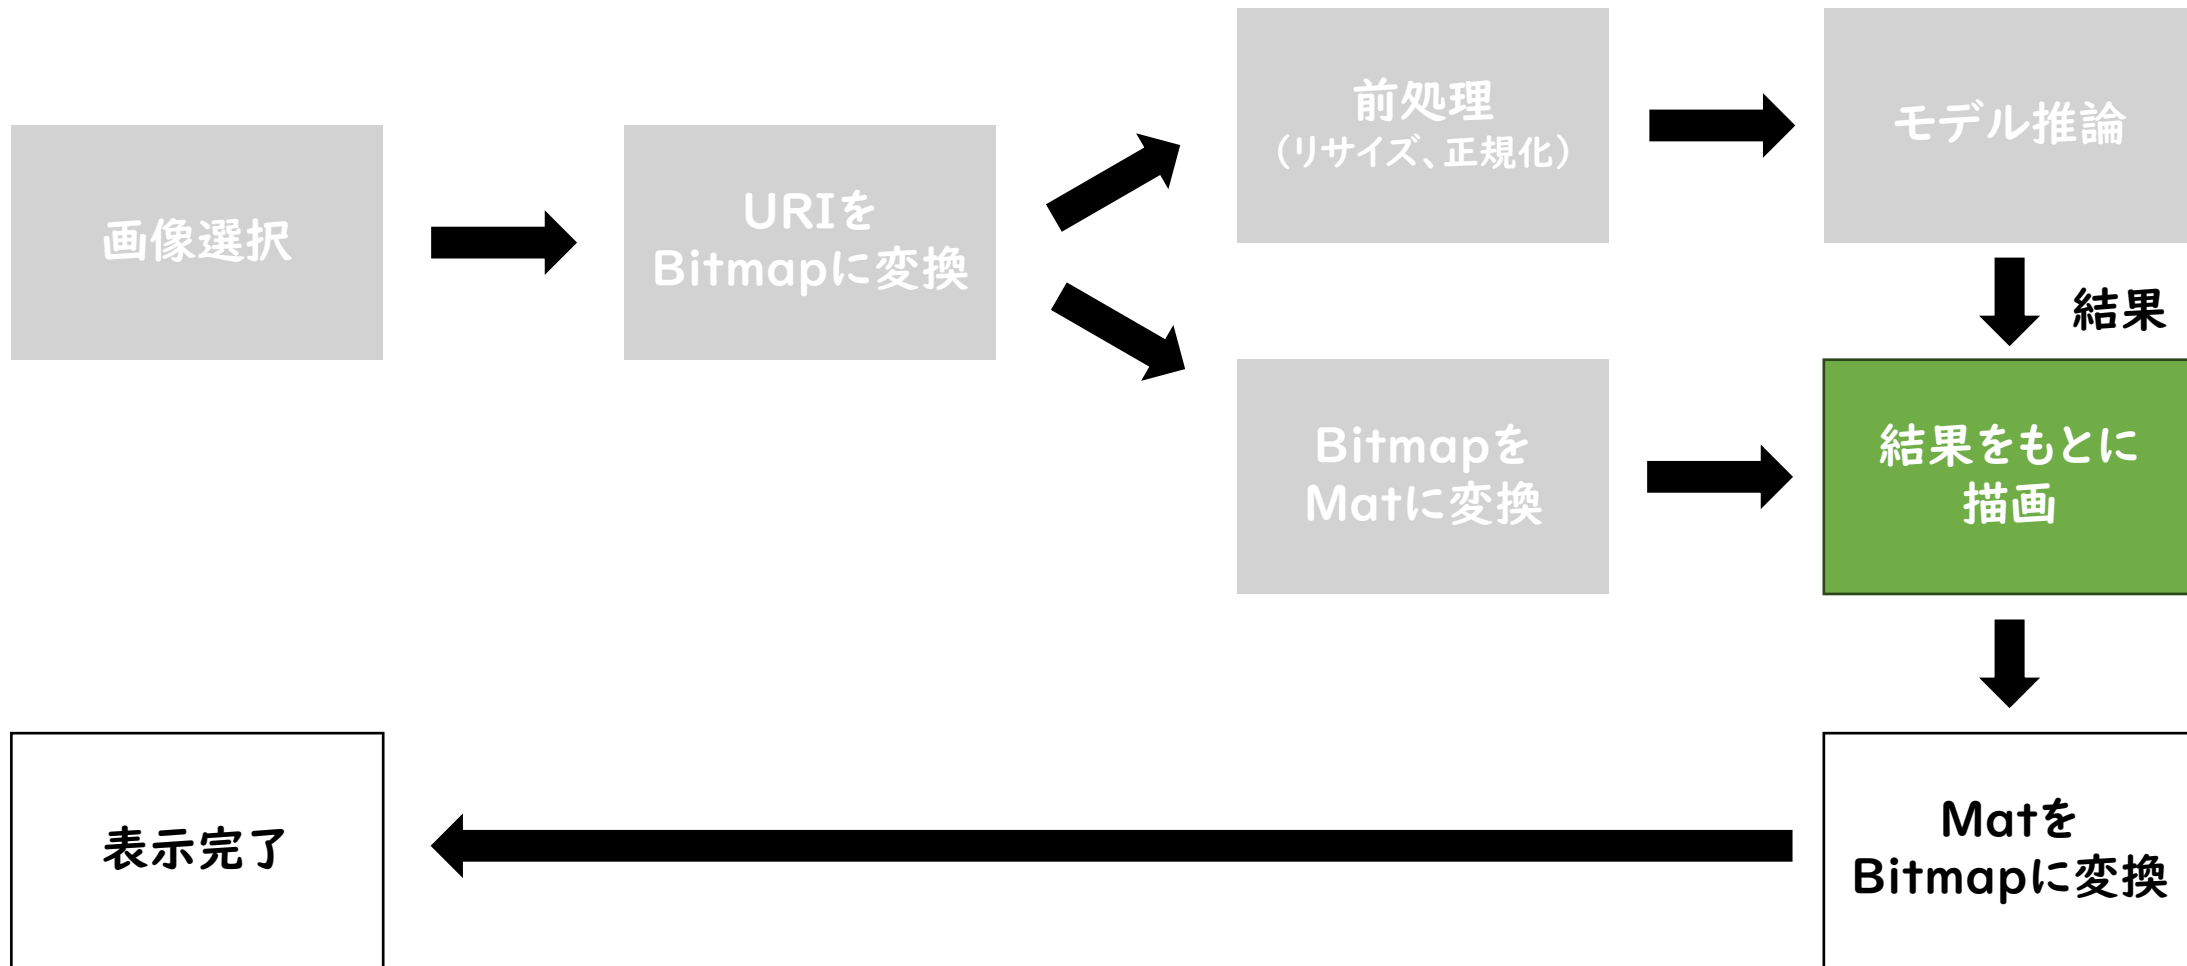 画像選択
URIを
Bitmapに変換
前処理
(リサイズ、正規化)
モデル推論
結果
Bitmapを
Matに変換
結果をもとに
描画
Matを
Bitmapに変換
表示完了